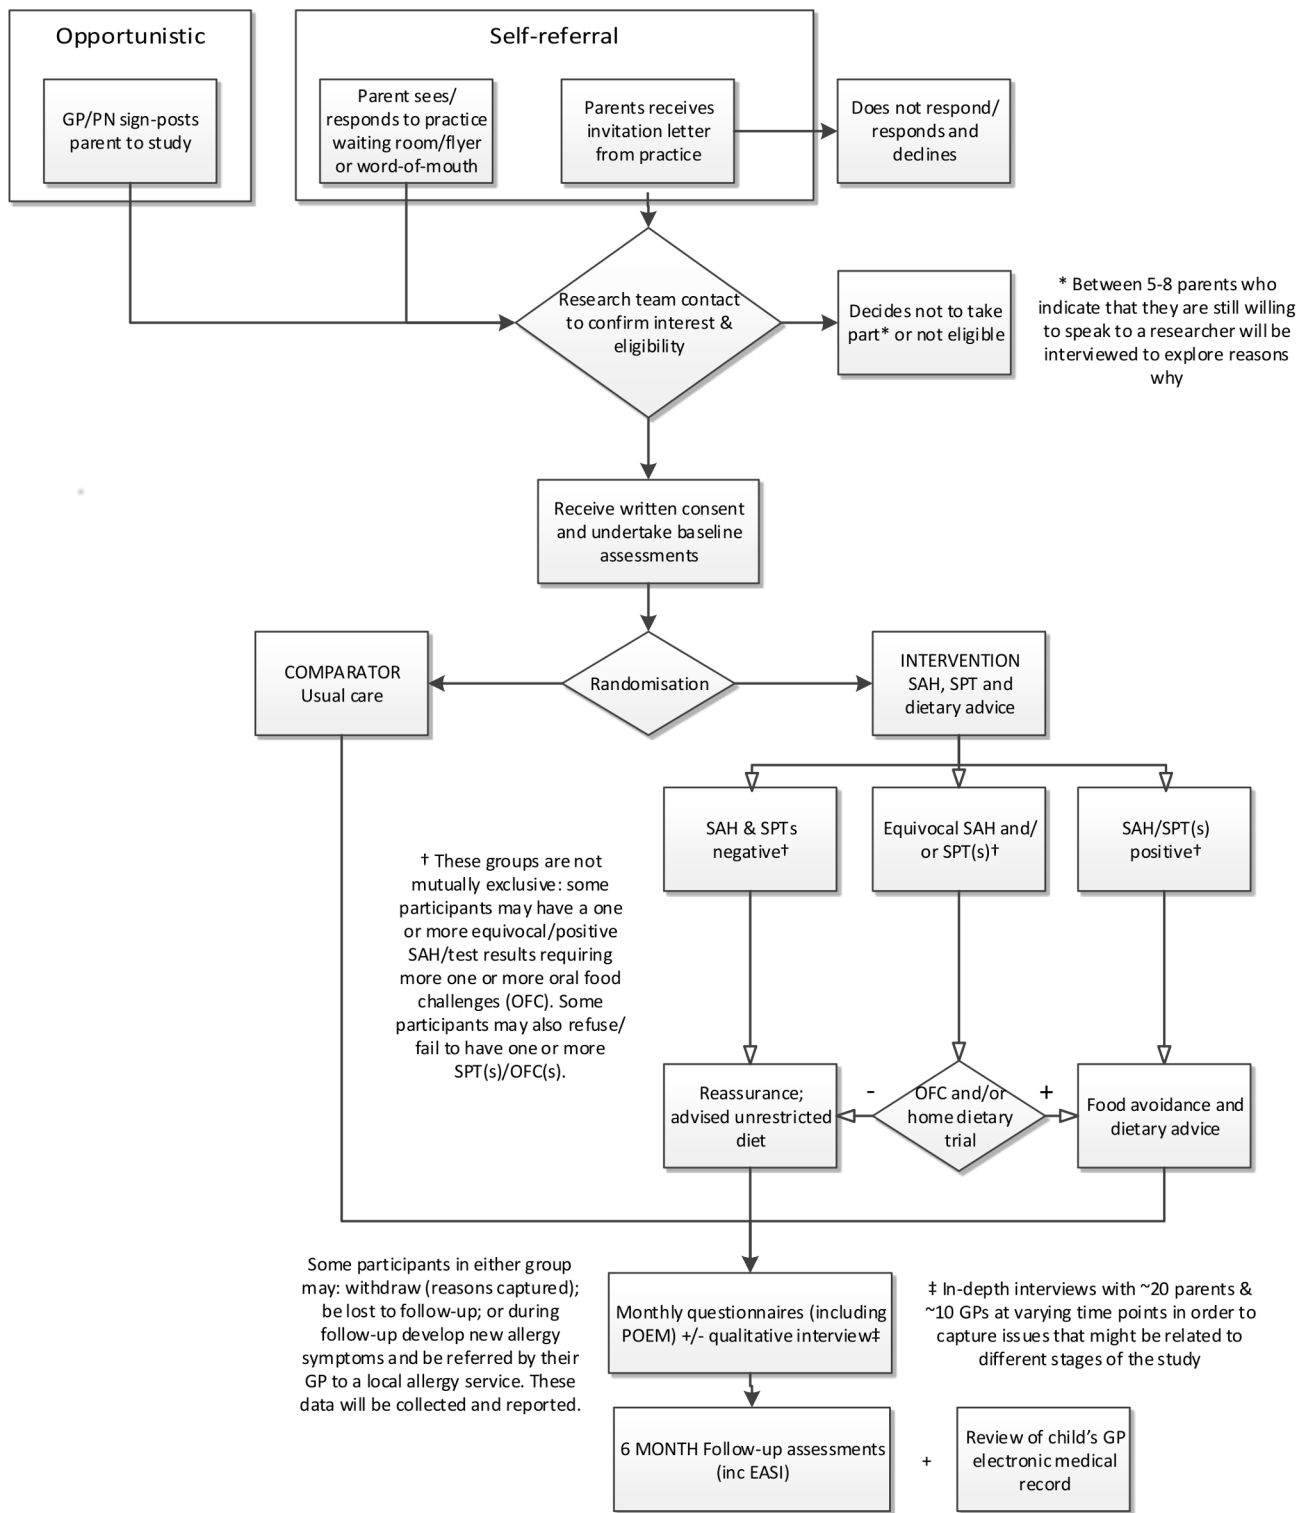 Opportunistic
Self-referral
GP/PN sign-posts
parent to study
Parent sees/
responds to practice
waiting room/flyer
or word-of-mouth
Parents receives
invitation letter
from practice
Does not respond/
responds and
declines
Research team contact
to confirm interest &
eligibility
Decides not to take
part* or not eligible
* Between 5-8 parents who
indicate that they are still willing
to speak to a researcher will be
interviewed to explore reasons
why
Receive written consent
and undertake baseline
assessments
COMPARATOR
Usual care
Randomisation
INTERVENTION
SAH, SPT and
dietary advice
SAH & SPTs
negative†
Equivocal SAH and/
or SPT(s)†
SAH/SPT(s)
positive†
† These groups are not
mutually exclusive: some
participants may have a one
or more equivocal/positive
SAH/test results requiring
more one or more oral food
challenges (OFC). Some
participants may also refuse/
fail to have one or more
SPT(s)/OFC(s).
Reassurance;
advised unrestricted
diet
-
OFC and/or
home dietary
trial
+
Food avoidance and
dietary advice
Some participants in either group
may: withdraw (reasons captured);
be lost to follow-up; or during
follow-up develop new allergy
symptoms and be referred by their
GP to a local allergy service. These
data will be collected and reported.
Monthly questionnaires (including
POEM) +/- qualitative interview‡
‡ In-depth interviews with ~20 parents &
~10 GPs at varying time points in order to
capture issues that might be related to
different stages of the study
6 MONTH Follow-up assessments
(inc EASI)
+
Review of child's GP
electronic medical
record